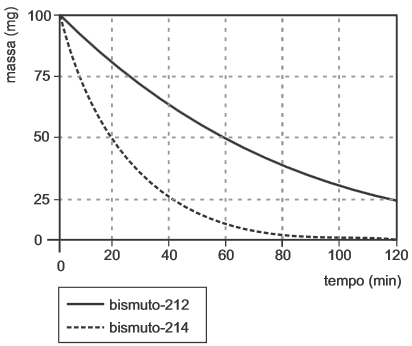 massa (mg)
100
75
50
25
0
0 20 40 60 80 100 120
tempo (min)
bismuto-212
bismuto-214